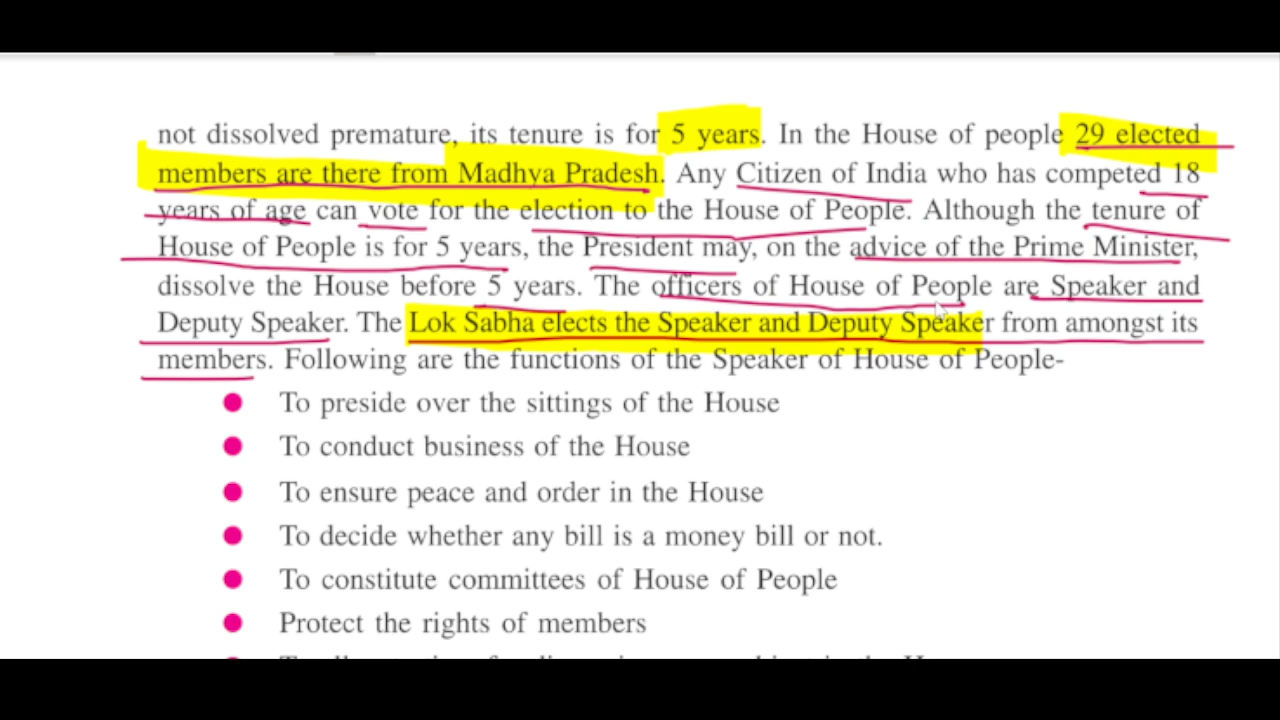 not dissolved premature, its tenure is for 5 years. In the House of people 29 elected
members are there from Madhya Pradesh. Any Citizen of India who has competed 18
years of age can vote for the election to the House of People. Although the tenure of
House of People is for 5 years, the President may, on the advice of the Prime Minister,
dissolve the House before 5 years. The officers of House of People are Speaker and
Deputy Speaker. The Lok Sabha elects the Speaker and Deputy Speaker from amongst its
members. Following are the functions of the Speaker of House of People-
● To preside over the sittings of the House
● To conduct business of the House
● To ensure peace and order in the House
● To decide whether any bill is a money bill or not.
● To constitute committees of House of People
● Protect the rights of members